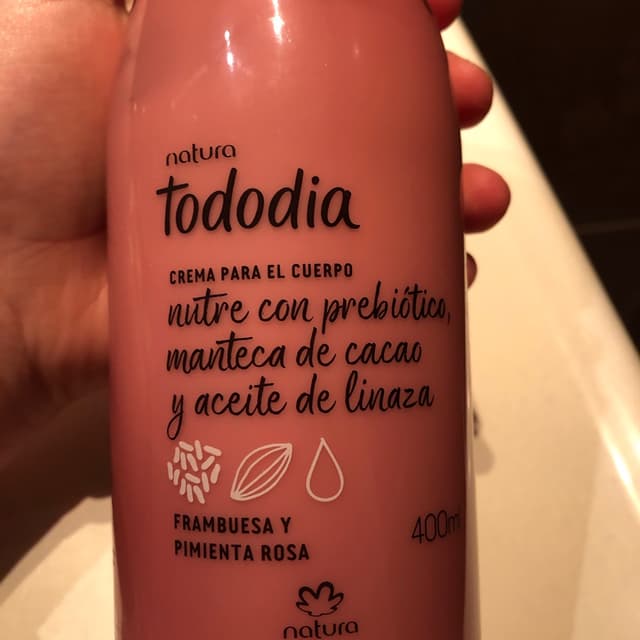 natura
tododia
CREMA PARA EL CUERPO
nutre con prebiótico,
manteca de cacao
y aceite de linaza
FRAMBUESA Y
PIMIENTA ROSA
400ml
natura